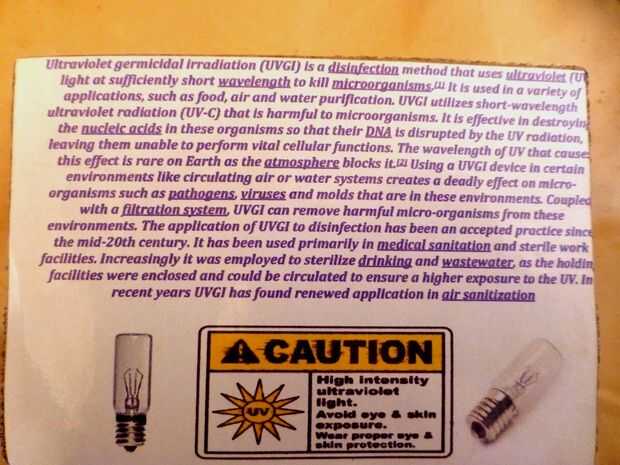 Ultraviolet germicidal irradiation (UVGI) is a disinfection method that uses ultraviolet (UV
light at sufficiently short wavelength to kill microorganisms.[1] It is used in a variety of
applications, such as food, air and water purification. UVGI utilizes short-wavelength
ultraviolet radiation (UV-C) that is harmful to microorganisms. It is effective in destroying
the nucleic acids in these organisms so that their DNA is disrupted by the UV radiation,
leaving them unable to perform vital cellular functions. The wavelength of UV that causes
this effect is rare on Earth as the atmosphere blocks it.[2] Using a UVGI device in certain
environments like circulating air or water systems creates a deadly effect on micro-
organisms such as pathogens, viruses and molds that are in these environments. Coupled
with a filtration system, UVGI can remove harmful micro-organisms from these
environments. The application of UVGI to disinfection has been an accepted practice since
the mid-20th century. It has been used primarily in medical sanitation and sterile work
facilities. Increasingly it was employed to sterilize drinking and wastewater, as the holding
facilities were enclosed and could be circulated to ensure a higher exposure to the UV. In
recent years UVGI has found renewed application in air sanitization
CAUTION
UV
High intensity
ultraviolet
light.
Avoid eye & skin
exposure.
Wear proper eye &
skin protection.